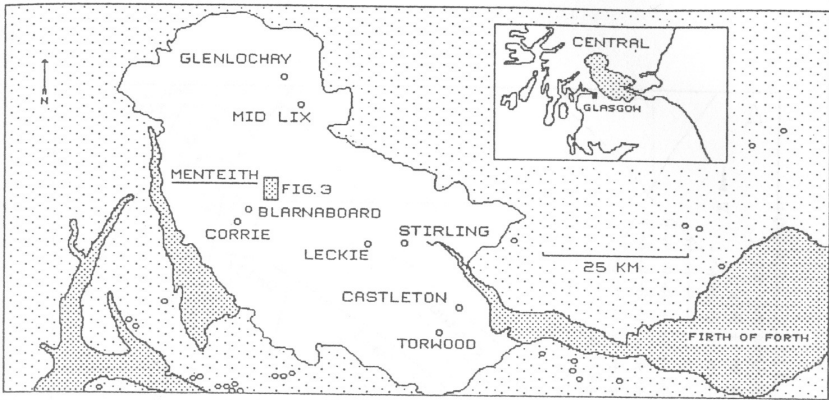 GLENLOCHAY
CENTRAL
GLASGOW
N
MID LIX
MENTEITH
FIG.3
BLARNABOARD
CORRIE
STIRLING
LECKIE
25 KM
CASTLETON
TORWOOD
FIRTH OF FORTH